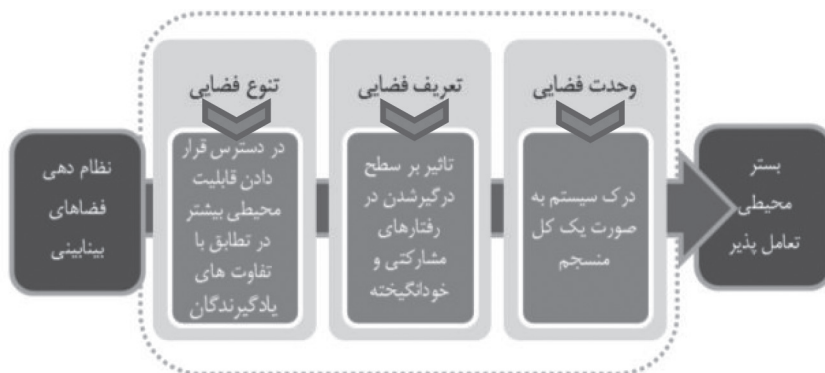 نظام دهی
فضاهای
بینابینی
تنوع فضایی
در دسترس قرار
دادن قابلیت
محیطی بیشتر
در تطابق با
تفاوت های
یادگیرندگان
تعریف فضایی
تاثیر بر سطح
درگیرشدن در
رفتارهای
مشارکتی و
خودانگیخته
وحدت فضایی
درک سیستم به
صورت یک کل
منسجم
بستر
محیطی
تعامل پذیر